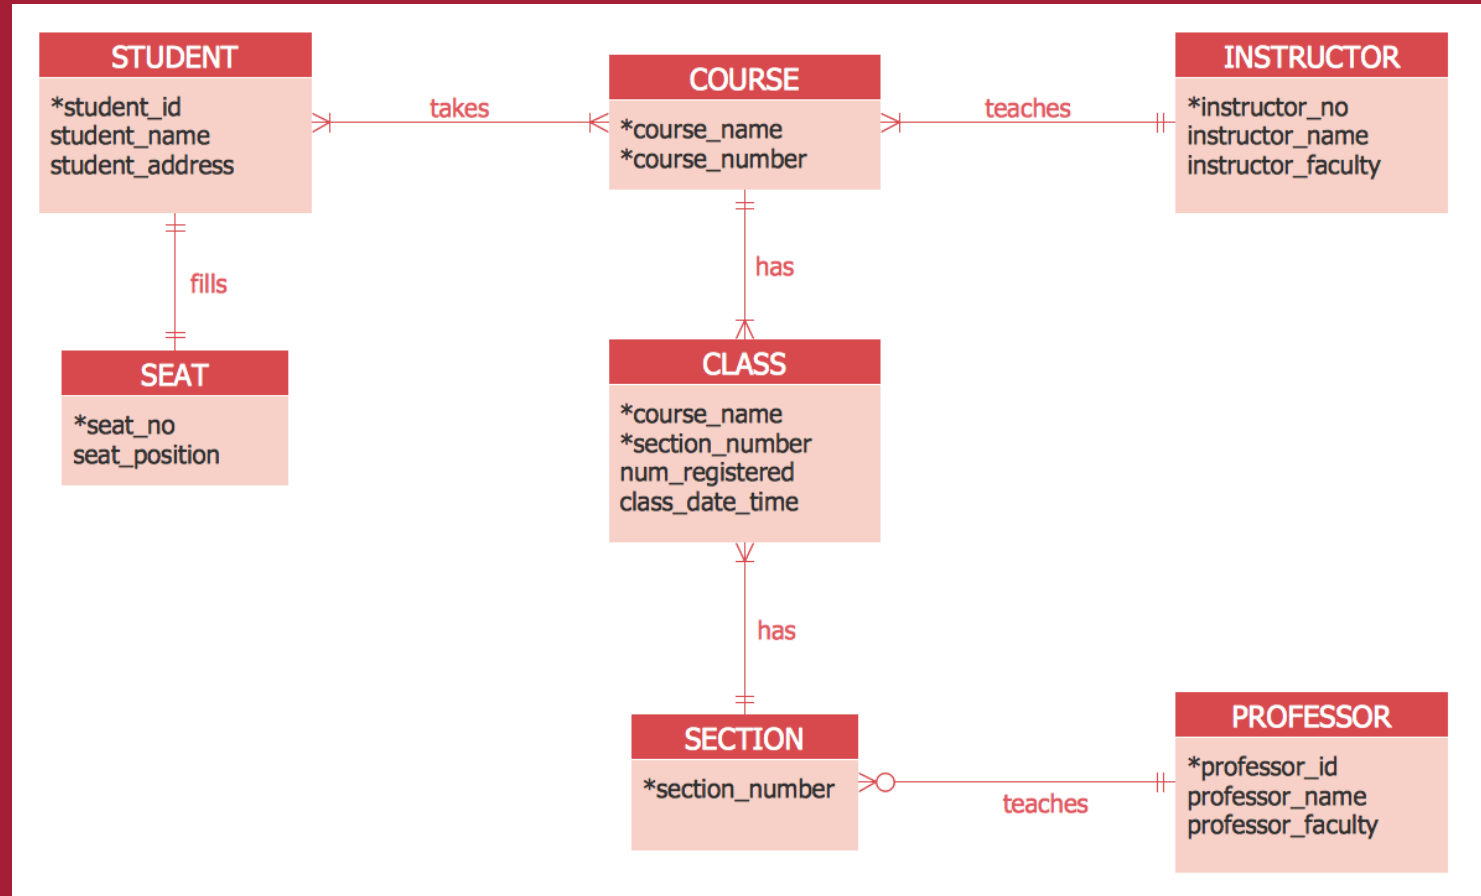 STUDENT
*student_id
student_name
student_address
takes
COURSE
*course_name
*course_number
teaches
INSTRUCTOR
*instructor_no
instructor_name
instructor_faculty
fills
has
SEAT
*seat_no
seat_position
CLASS
*course_name
*section_number
num_registered
class_date_time
has
SECTION
*section_number
teaches
PROFESSOR
*professor_id
professor_name
professor_faculty